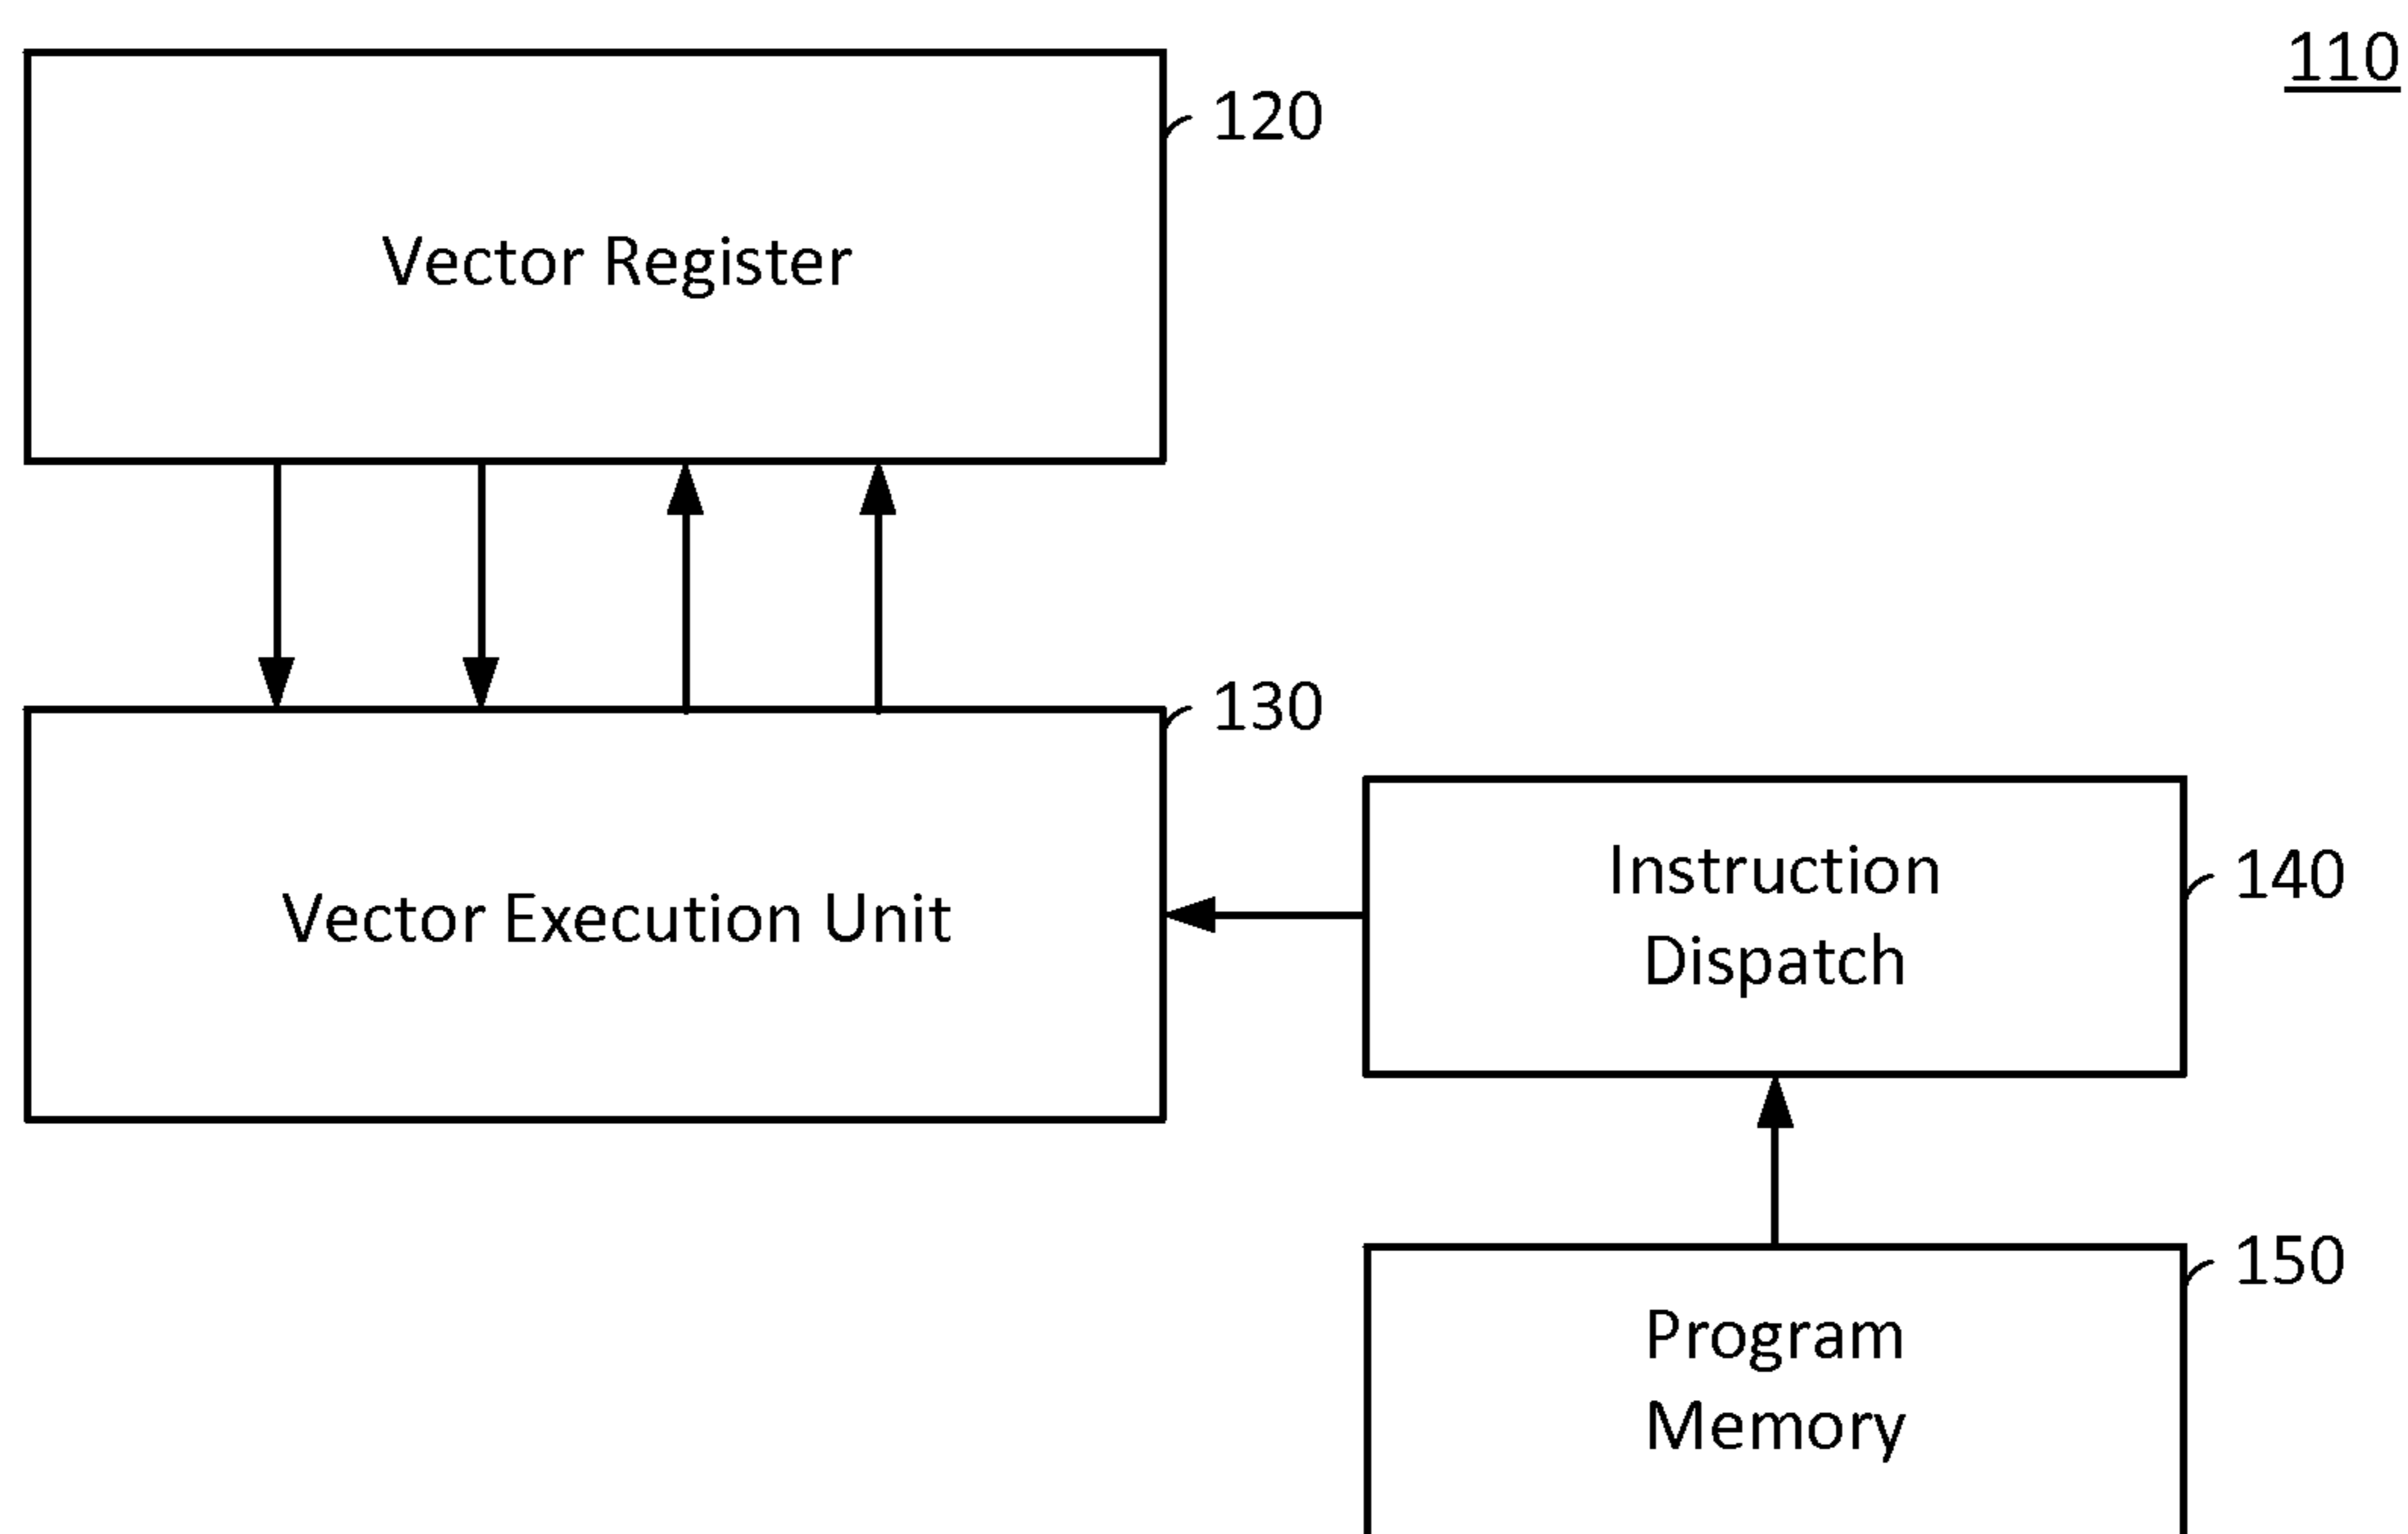 110
120
Vector Register
130
Vector Execution Unit
Instruction
Dispatch
140
150
Program
Memory